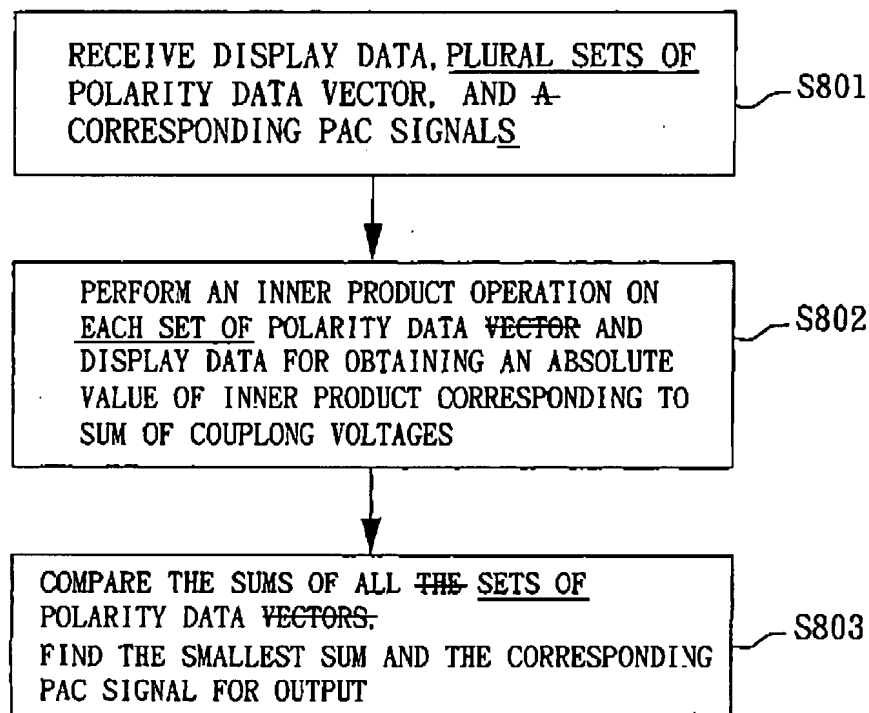 RECEIVE DISPLAY DATA, PLURAL SETS OF
POLARITY DATA VECTOR, AND A
CORRESPONDING PAC SIGNALS
S801
PERFORM AN INNER PRODUCT OPERATION ON
EACH SET OF POLARITY DATA VECTOR AND
DISPLAY DATA FOR OBTAINING AN ABSOLUTE
VALUE OF INNER PRODUCT CORRESPONDING TO
SUM OF COUPLONG VOLTAGES
S802
COMPARE THE SUMS OF ALL THE SETS OF
POLARITY DATA VECTORS,
FIND THE SMALLEST SUM AND THE CORRESPONDING
PAC SIGNAL FOR OUTPUT
S803